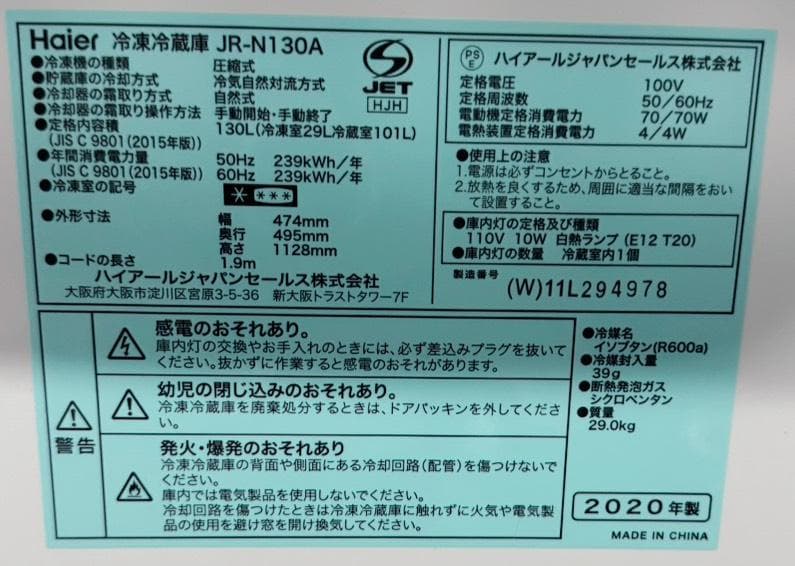 Haier 冷凍冷蔵庫 JR-N130A
●冷凍機の種類 圧縮式
●貯蔵庫の冷却方式 冷気自然対流方式
●冷却器の霜取り方式 自然式
●冷却器の霜取り操作方法 手動開始・手動終了
●定格内容積 130L(冷凍室29L冷蔵室101L)
(JIS C 9801(2015年版))
●年間消費電力量 50Hz 239kWh/年
(JIS C 9801(2015年版)) 60Hz 239kWh/年
●冷凍室の記号
●外形寸法 幅 474mm
奥行 495mm
高さ 1128mm
●コードの長さ 1.9m
ハイアールジャパンセールス株式会社
大阪府大阪市淀川区宮原3-5-36 新大阪トラストタワー7F
S
JET
HJH
PS
E
ハイアールジャパンセールス株式会社
定格電圧 100V
定格周波数 50/60Hz
電動機定格消費電力 70/70W
電熱装置定格消費電力 4/4W
●使用上の注意
1.電源は必ずコンセントからとること。
2.放熱を良くするため、周囲に適当な間隔をおい
て設置すること。
●庫内灯の定格及び種類
110V 10W 白熱ランプ(E12 T20)
●庫内灯の数量 冷蔵室内1個
製造番号
(W)11L294978
警告
感電のおそれあり。
庫内灯の交換やお手入れのときには、必ず差込みプラグを抜いて
ください。抜かずに作業すると感電のおそれがあります。
幼児の閉じ込みのおそれあり。
冷凍冷蔵庫を廃棄処分するときは、ドアパッキンを外してくださ
い。
発火・爆発のおそれあり
冷凍冷蔵庫の背面や側面にある冷却回路(配管)を傷つけないで
ください。
庫内では電気製品を使用しないでください。
冷却回路を傷つけたときは冷凍冷蔵庫に触れずに火気や電気製
品の使用を避け窓を開け換気してください。
●冷媒名
イソブタン(R600a)
●冷媒封入量
39g
●断熱発泡ガス
シクロペンタン
●質量
29.0kg
2020年製
MADE IN CHINA